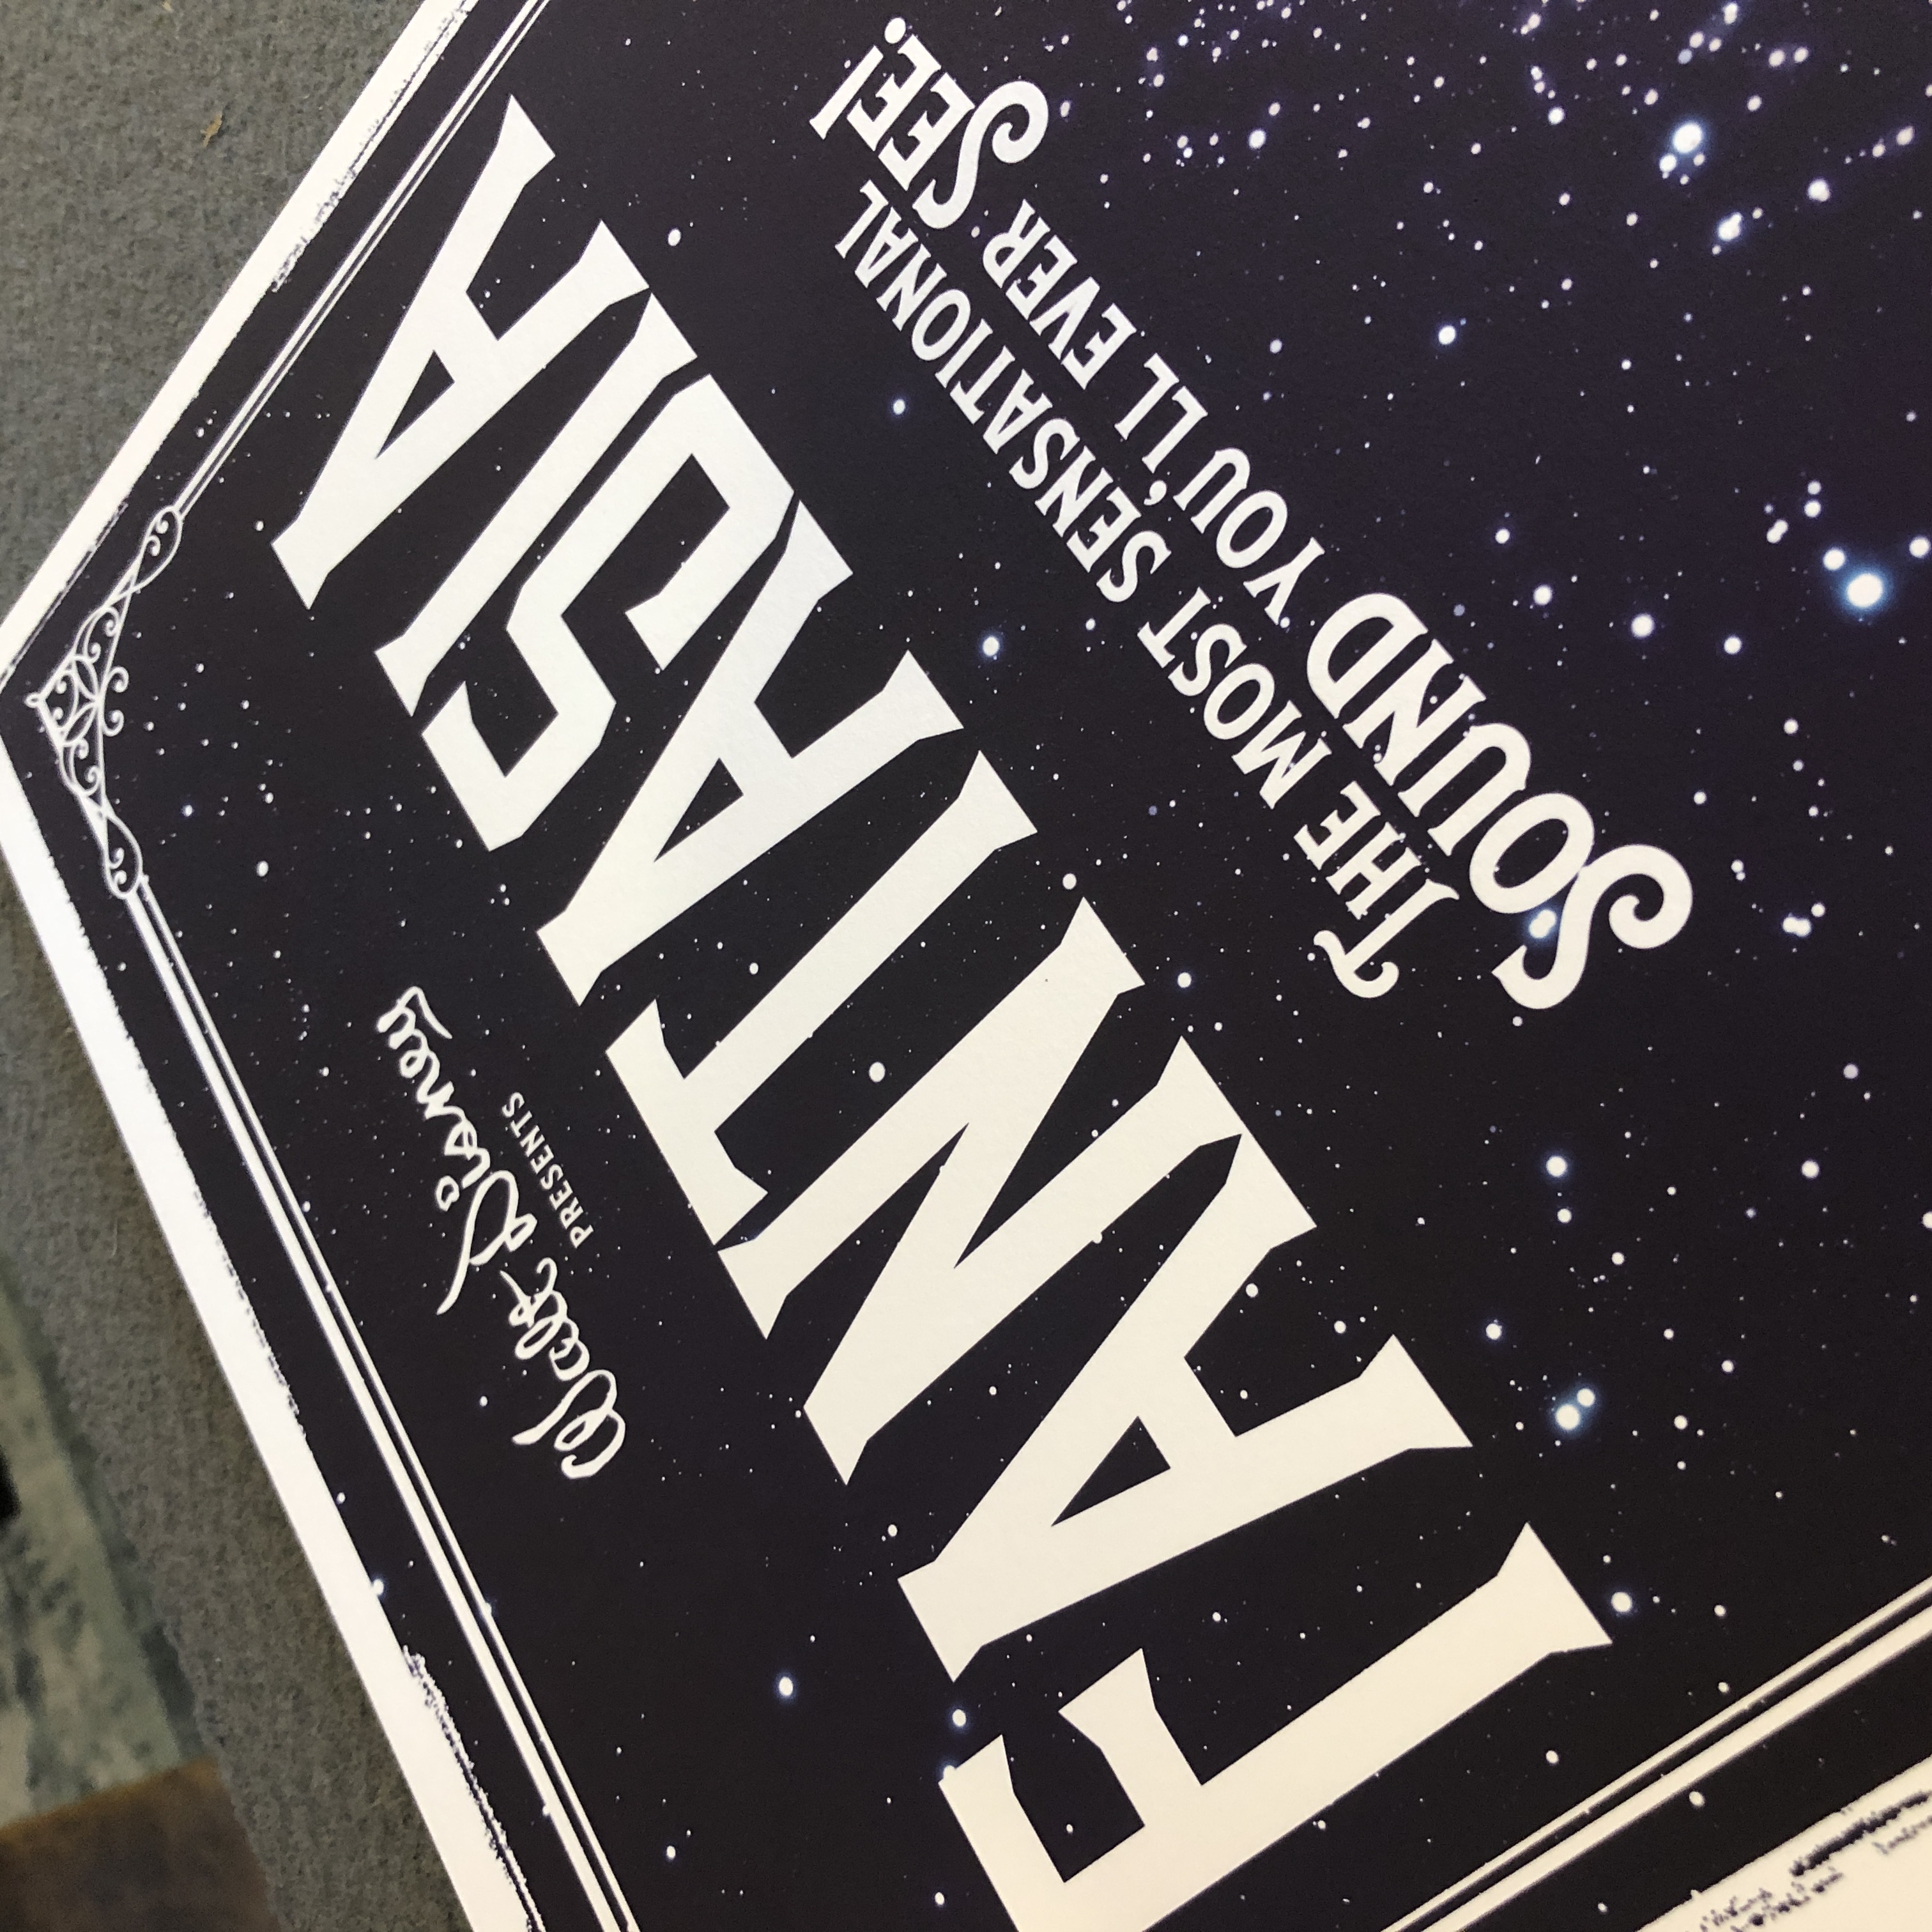 Walt Disney
PRESENTS
FANTASIA
THE MOST SENSATIONAL
SOUND YOU'LL EVER SEE!